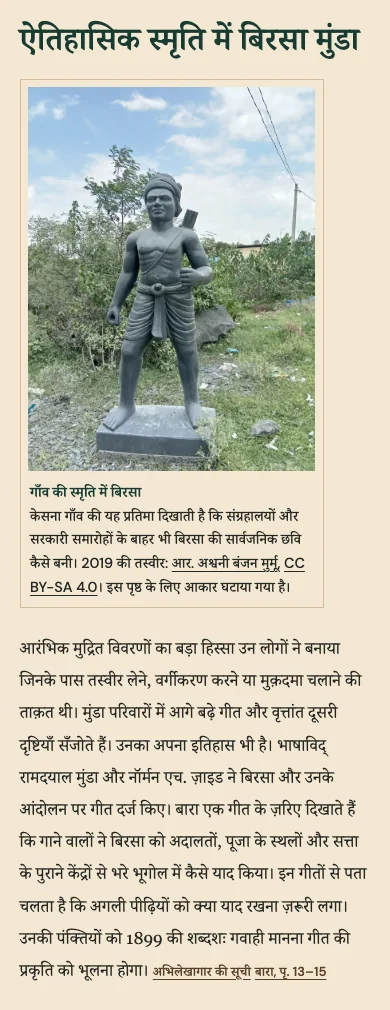 ऐतिहासिक स्मृति में बिरसा मुंडा
गाँव की स्मृति में बिरसा
केसना गाँव की यह प्रतिमा दिखाती है कि संग्रहालयों और
सरकारी समारोहों के बाहर भी बिरसा की सार्वजनिक छवि
कैसे बनी। 2019 की तस्वीर: आर. अश्वनी बंजन मुर्मू, CC
BY-SA 4.0। इस पृष्ठ के लिए आकार घटाया गया है।
आरंभिक मुद्रित विवरणों का बड़ा हिस्सा उन लोगों ने बनाया
जिनके पास तस्वीर लेने, वर्गीकरण करने या मुक़दमा चलाने की
ताक़त थी। मुंडा परिवारों में आगे बढ़े गीत और वृत्तांत दूसरी
दृष्टियाँ सँजोते हैं। उनका अपना इतिहास भी है। भाषाविद्
रामदयाल मुंडा और नॉर्मन एच. ज़ाइड ने बिरसा और उनके
आंदोलन पर गीत दर्ज किए। बारा एक गीत के ज़रिए दिखाते हैं
कि गाने वालों ने बिरसा को अदालतों, पूजा के स्थलों और सत्ता
के पुराने केंद्रों से भरे भूगोल में कैसे याद किया। इन गीतों से पता
चलता है कि अगली पीढ़ियों को क्या याद रखना ज़रूरी लगा।
उनकी पंक्तियों को 1899 की शब्दशः गवाही मानना गीत की
प्रकृति को भूलना होगा। अभिलेखागार की सूची बारा, पृ. 13–15